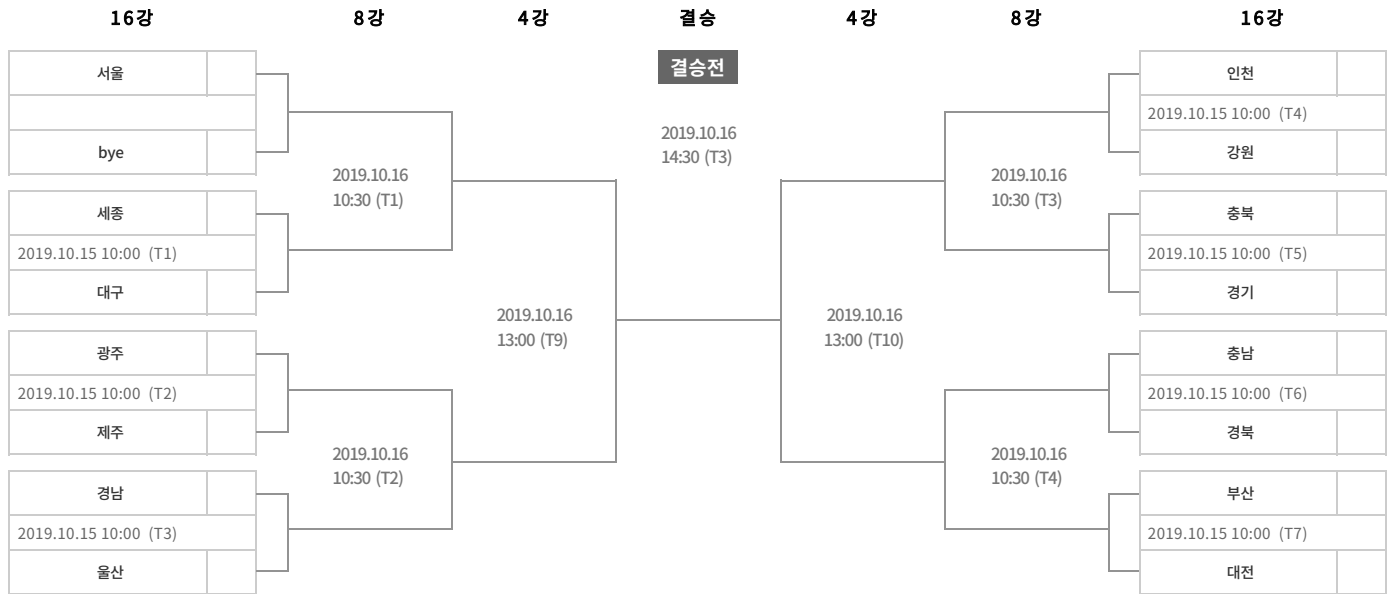 16강
8강
4강
결승
4강
8강
16강
서울
bye
세종
2019.10.15 10:00 (T1)
대구
광주
2019.10.15 10:00 (T2)
제주
경남
2019.10.15 10:00 (T3)
울산
2019.10.16
10:30 (T1)
2019.10.16
10:30 (T2)
2019.10.16
13:00 (T9)
결승전
2019.10.16
14:30 (T3)
2019.10.16
13:00 (T10)
2019.10.16
10:30 (T3)
2019.10.16
10:30 (T4)
인천
2019.10.15 10:00 (T4)
강원
충북
2019.10.15 10:00 (T5)
경기
충남
2019.10.15 10:00 (T6)
경북
부산
2019.10.15 10:00 (T7)
대전